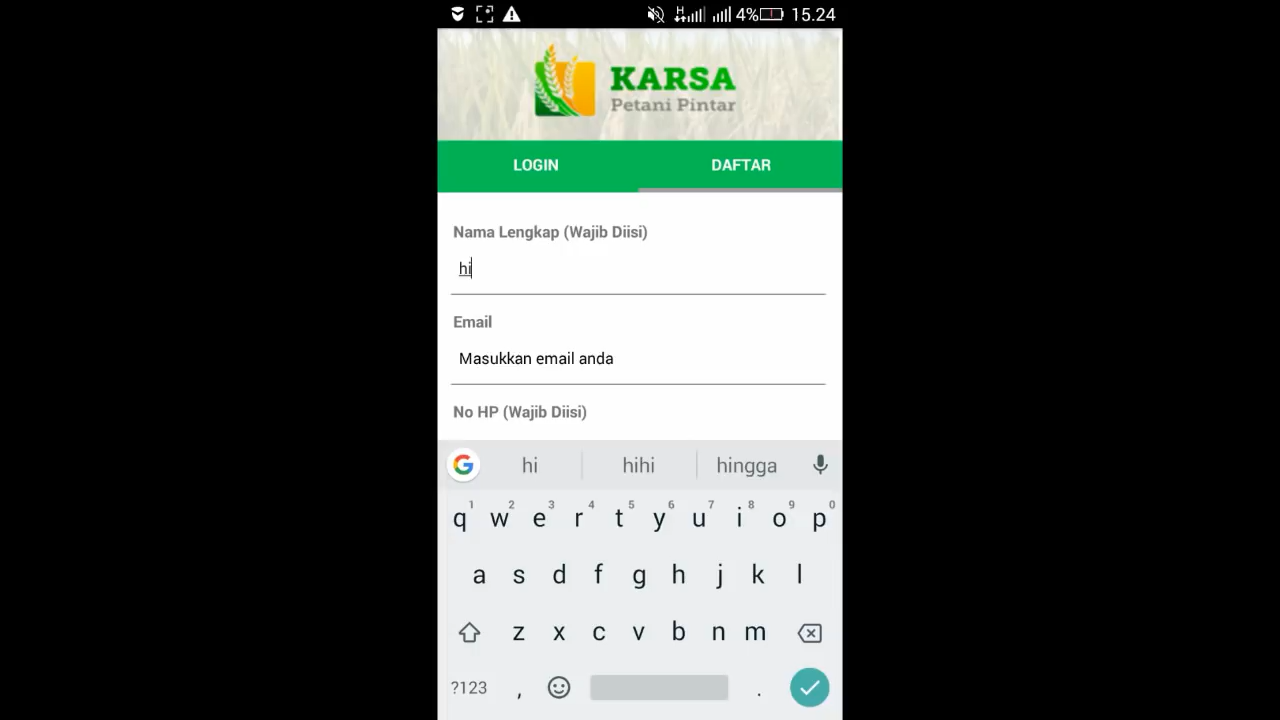 H 4% 15.24
KARSA
Petani Pintar
LOGIN DAFTAR
Nama Lengkap (Wajib Diisi)
hi
Email
Masukkan email anda
No HP (Wajib Diisi)
G hi hihi hingga
1 2 3 4 5 6 7 8 9 0
q w e r t y u i o p
a s d f g h j k l
z x c v b n m
?123 , .